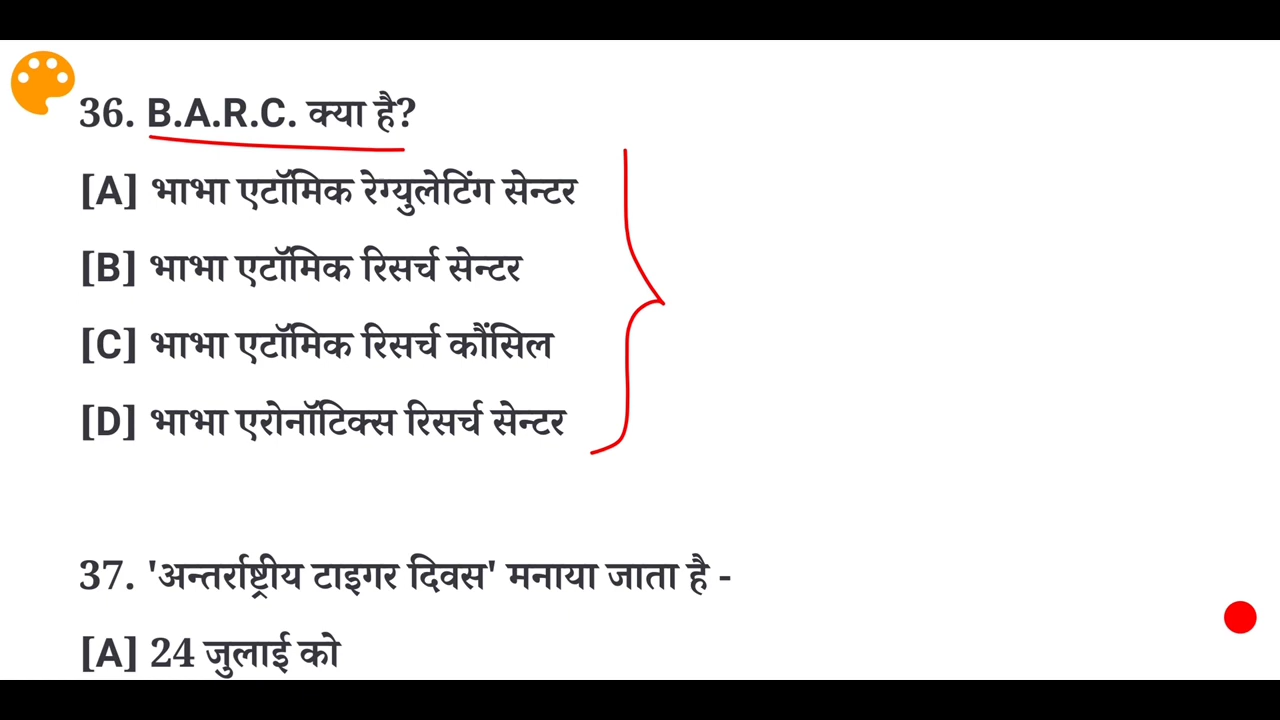 36. B.A.R.C. क्या है?
[A] भाभा एटॉमिक रेग्युलेटिंग सेन्टर
[B] भाभा एटॉमिक रिसर्च सेन्टर
[C] भाभा एटॉमिक रिसर्च कौंसिल
[D] भाभा एरोनॉटिक्स रिसर्च सेन्टर
37. 'अन्तर्राष्ट्रीय टाइगर दिवस' मनाया जाता है -
[A] 24 जुलाई को